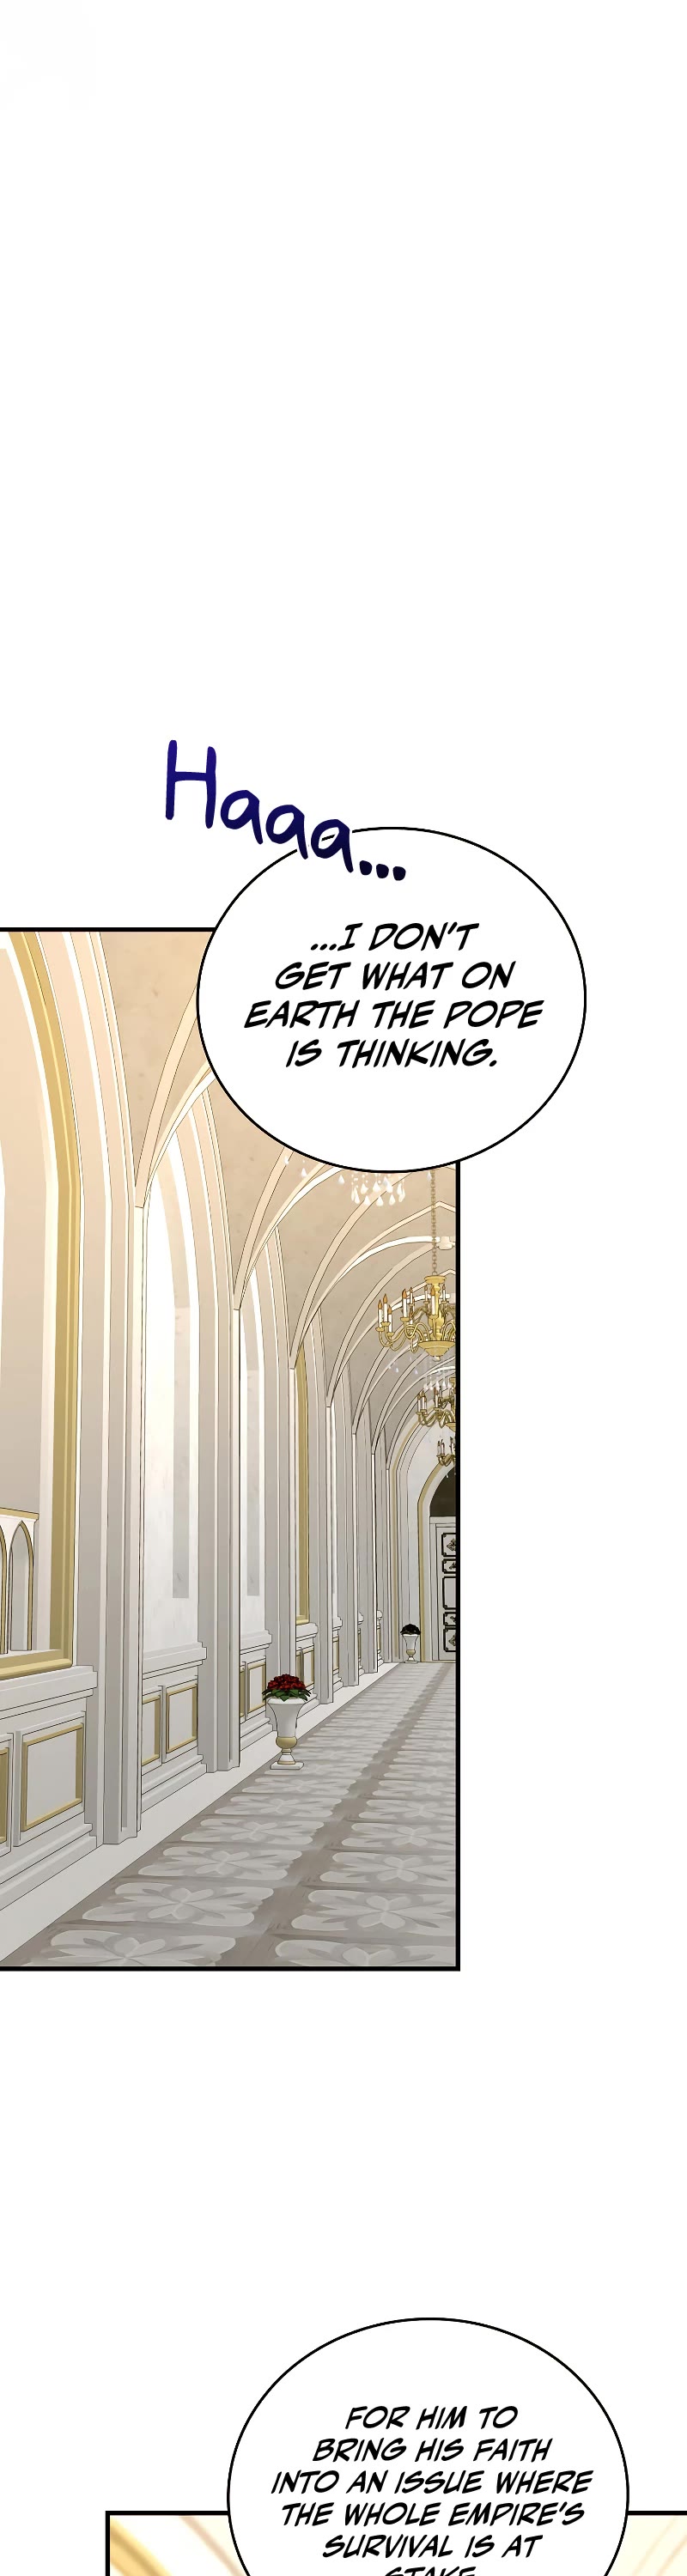 Haaa...
...I DON'T
GET WHAT ON
EARTH THE POPE
IS THINKING.
FOR HIM TO
BRING HIS FAITH
INTO AN ISSUE WHERE
THE WHOLE EMPIRE'S
SURVIVAL IS AT
STAKE